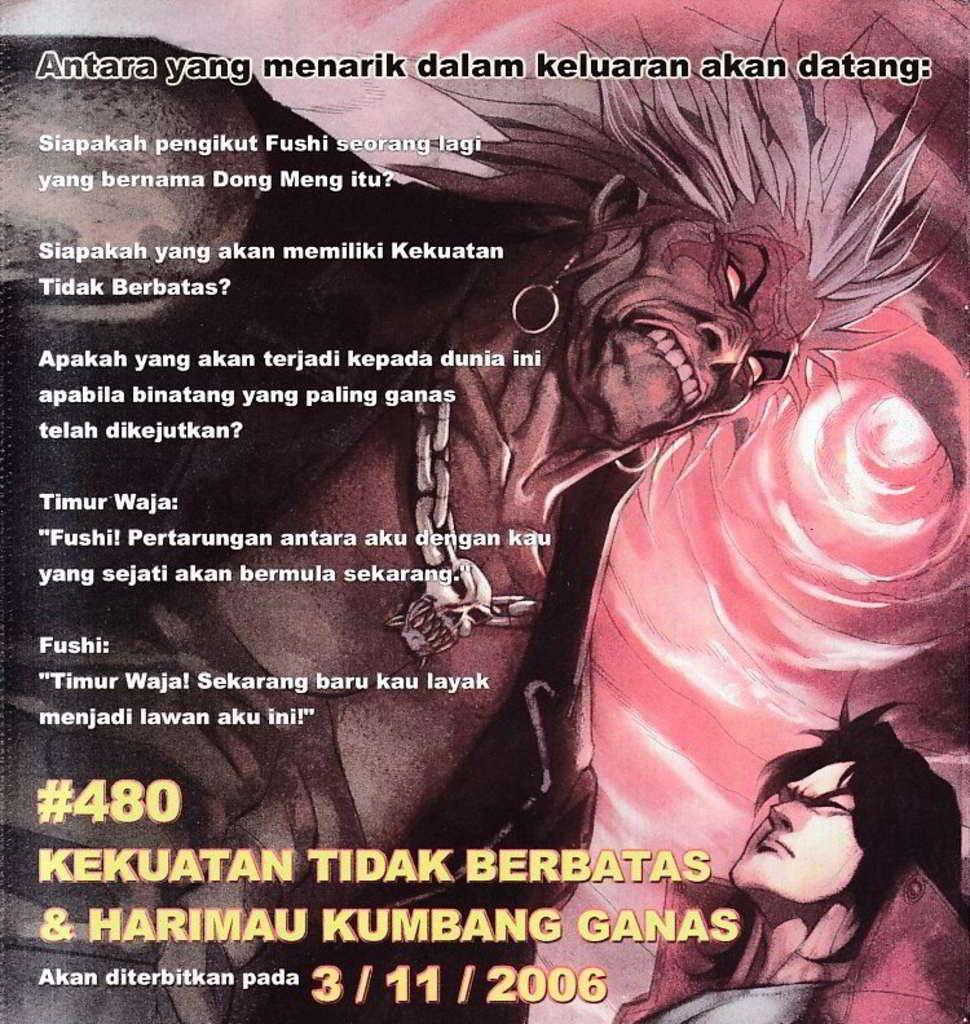 Antara yang menarik dalam keluaran akan datang:
Siapakah pengikut Fushi seorang lagi
yang bernama Dong Meng itu?
Siapakah yang akan memiliki Kekuatan
Tidak Berbatas?
Apakah yang akan terjadi kepada dunia ini
apabila binatang yang paling ganas
telah dikejutkan?
Timur Waja:
"Fushi! Pertarungan antara aku dengan kau
yang sejati akan bermula sekarang."
Fushi:
"Timur Waja! Sekarang baru kau layak
menjadi lawan aku ini!"
#480
KEKUATAN TIDAK BERBATAS
& HARIMAU KUMBANG GANAS
Akan diterbitkan pada 3 / 11 / 2006